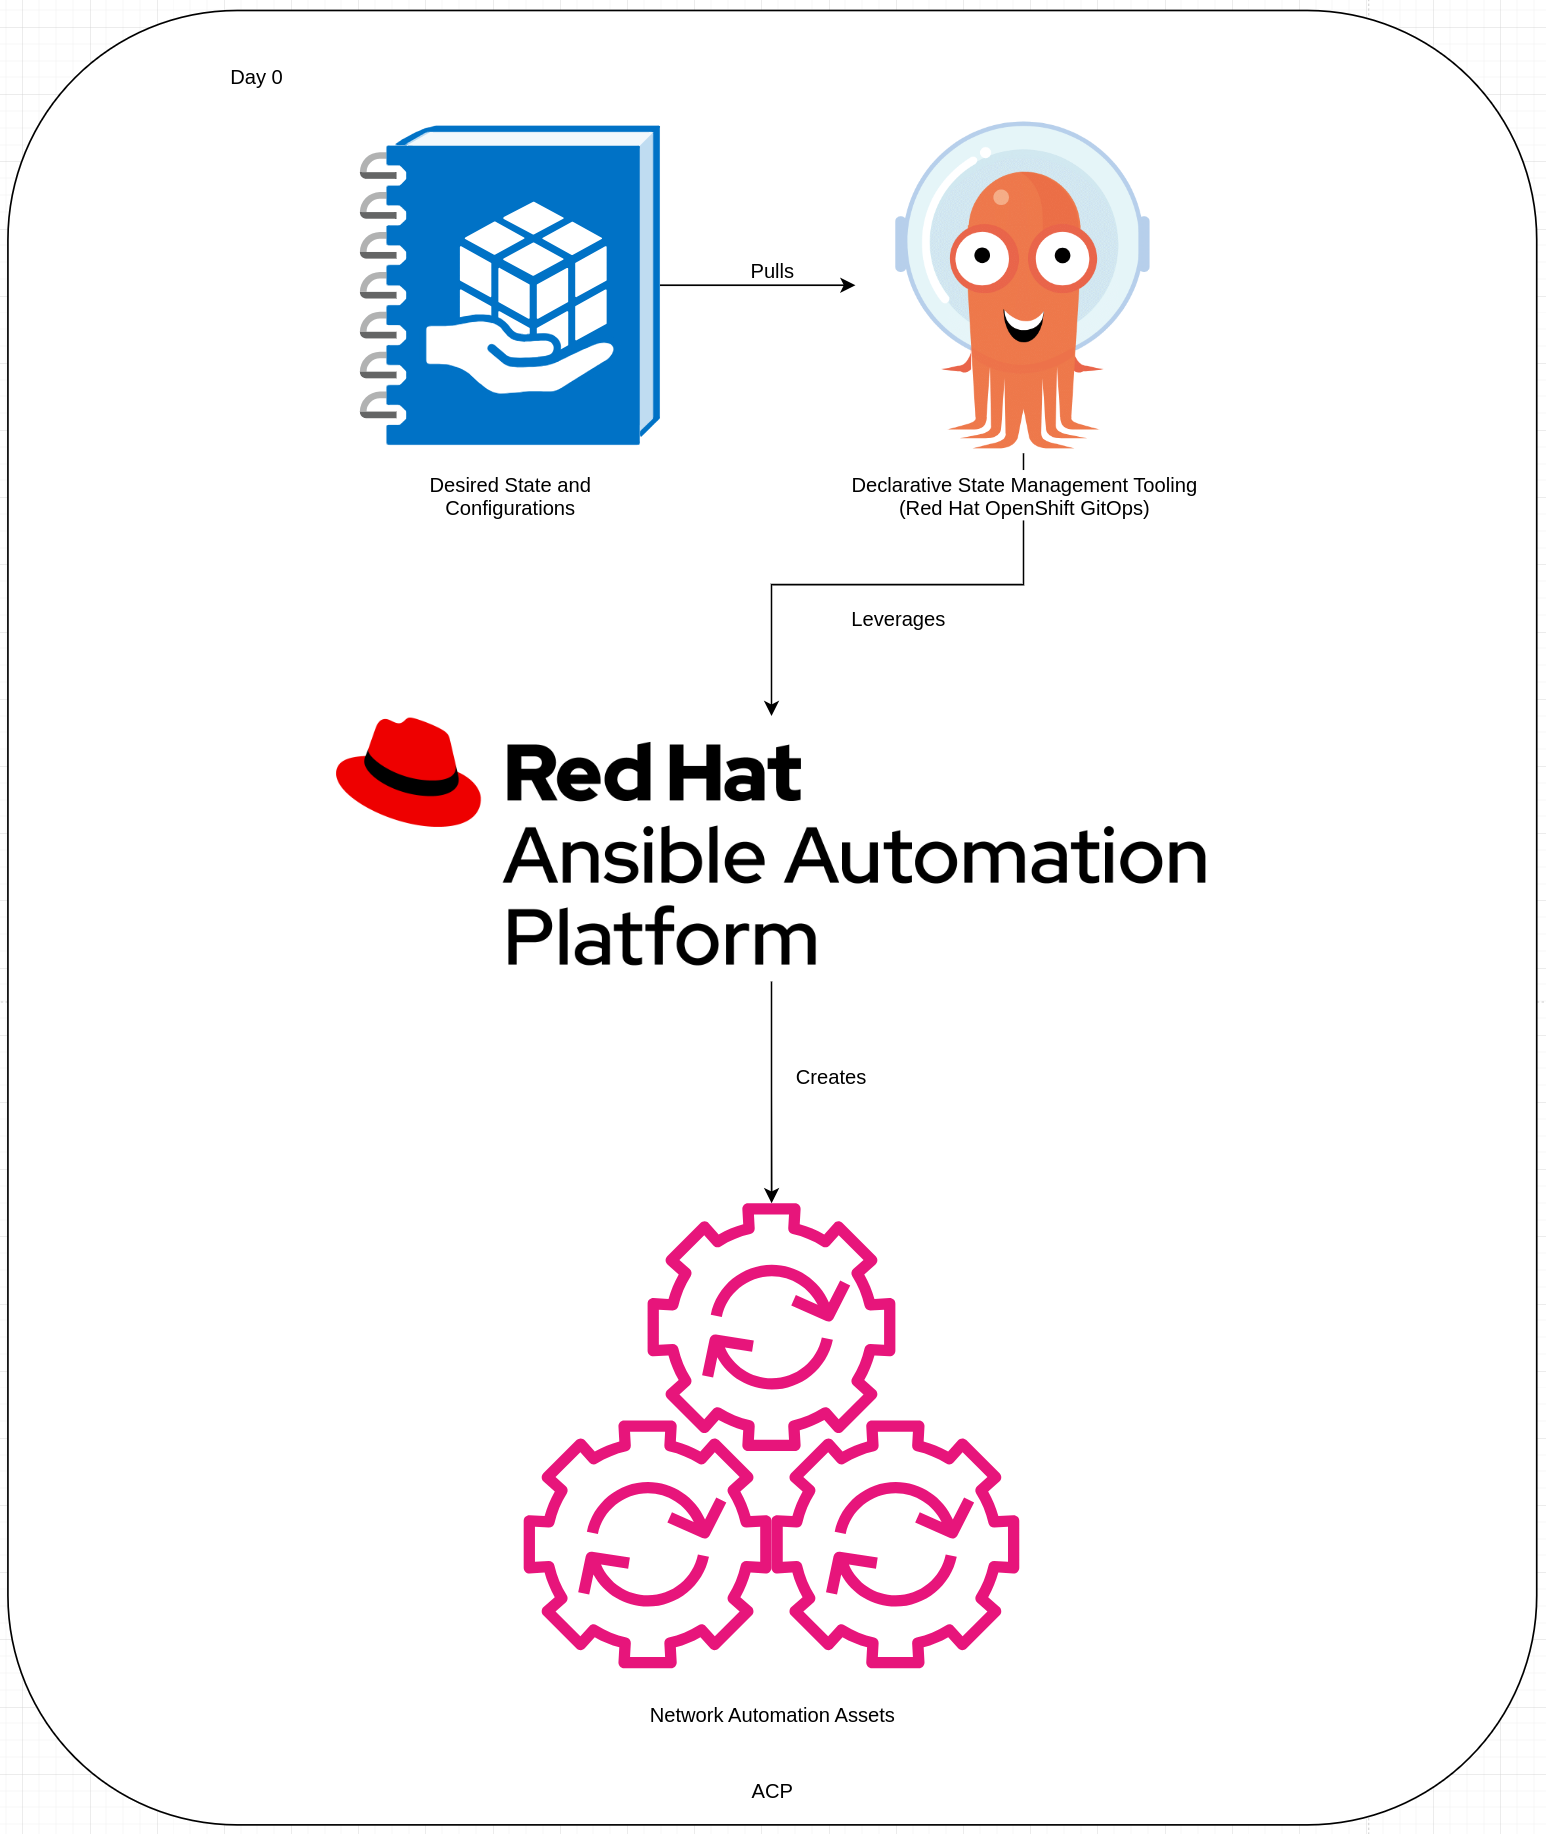 Day 0
Pulls
Desired State and
Configurations
Declarative State Management Tooling
(Red Hat OpenShift GitOps)
Leverages
Red Hat
Ansible Automation
Platform
Creates
Network Automation Assets
ACP